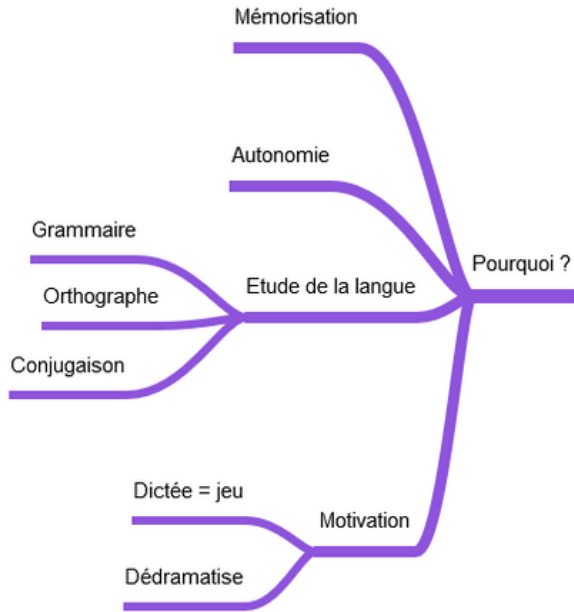 Mémorisation
Autonomie
Grammaire
Pourquoi ?
Orthographe
Etude de la langue
Conjugaison
Dictée = jeu
Motivation
Dédramatise